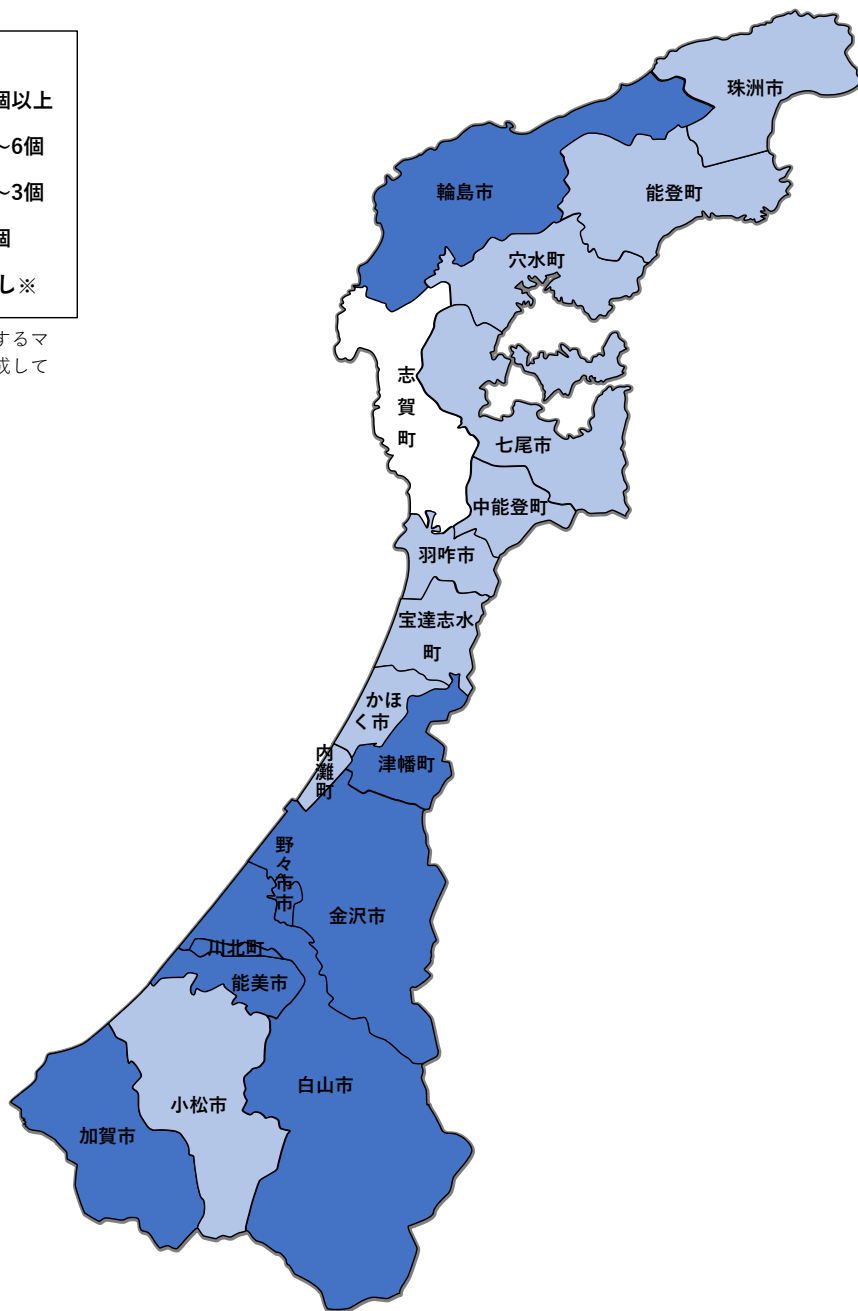 個以上
~6個
~3個
個
し※
するマ
成して
珠洲市
輪島市
能登町
穴水町
志
賀
町
七尾市
中能登町
羽咋市
宝達志水
町
かほ
く市
内灘町
津幡町
野々市市
金沢市
川北町
能美市
白山市
小松市
加賀市